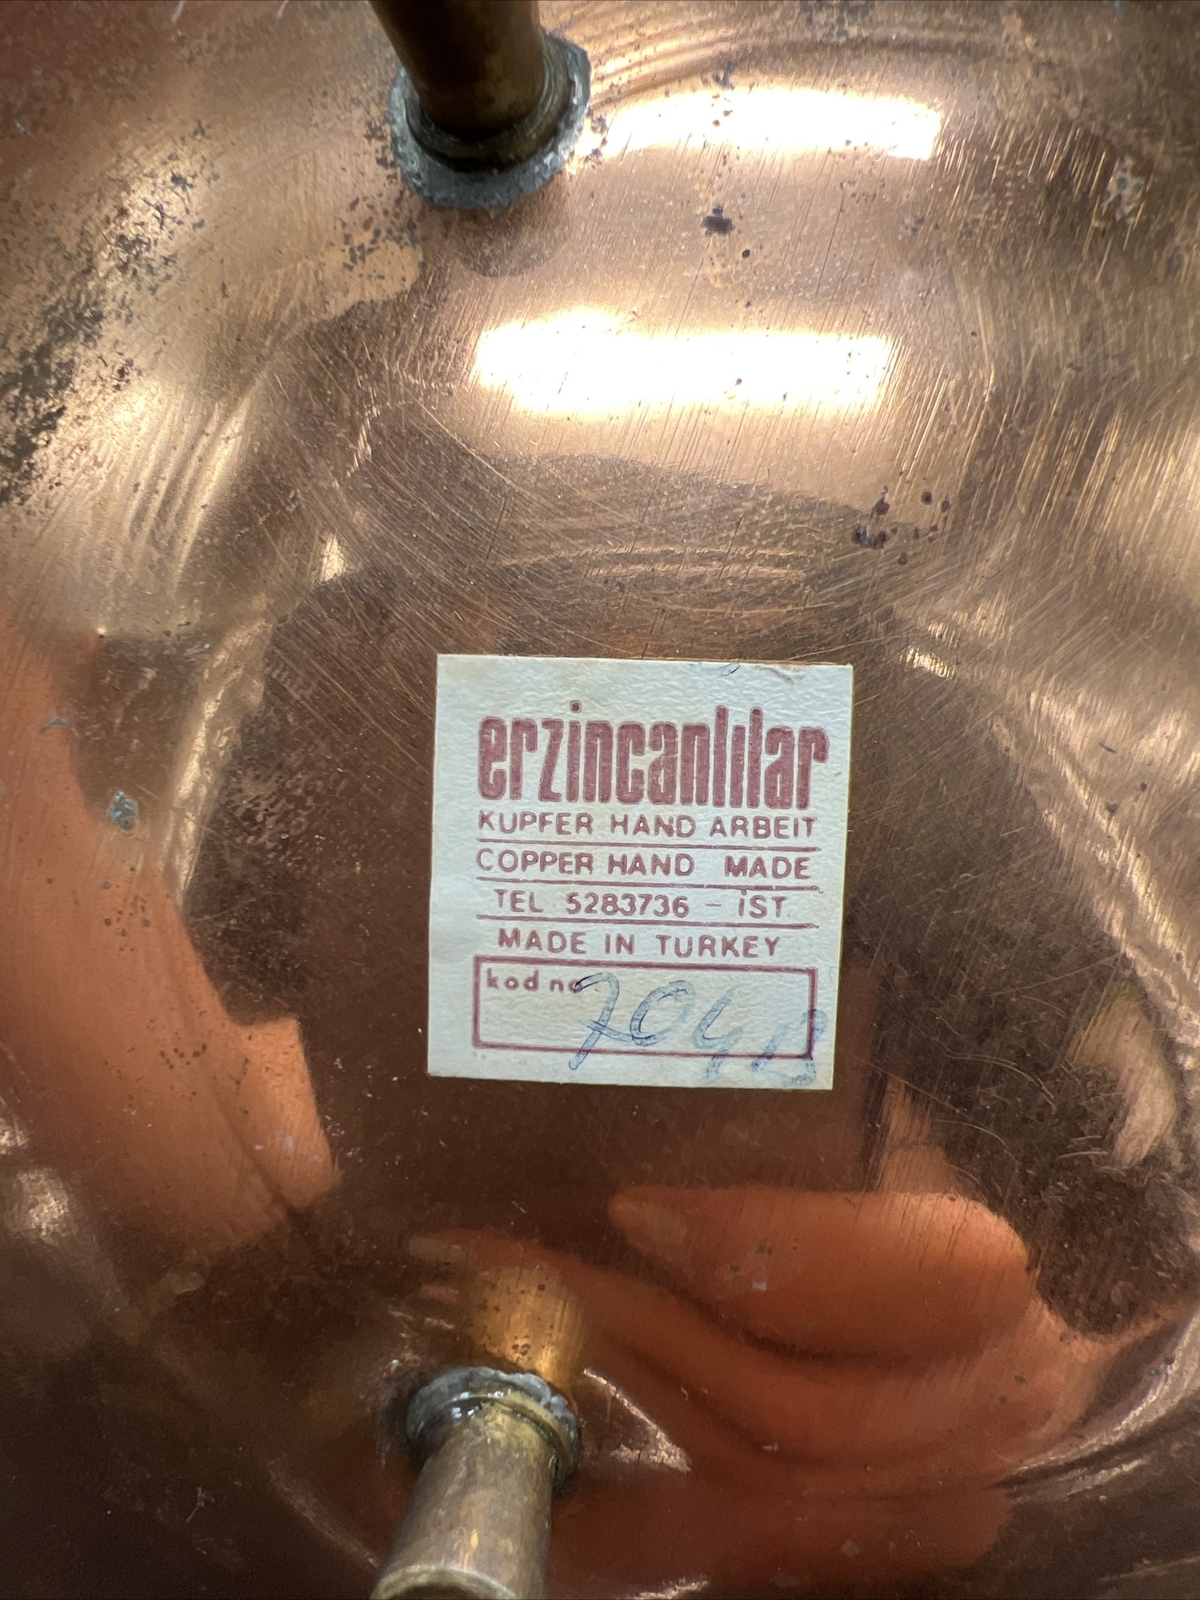 erzincanlılar
KUPFER HAND ARBEIT
COPPER HAND MADE
TEL 5283736 - İST.
MADE IN TURKEY
kod no